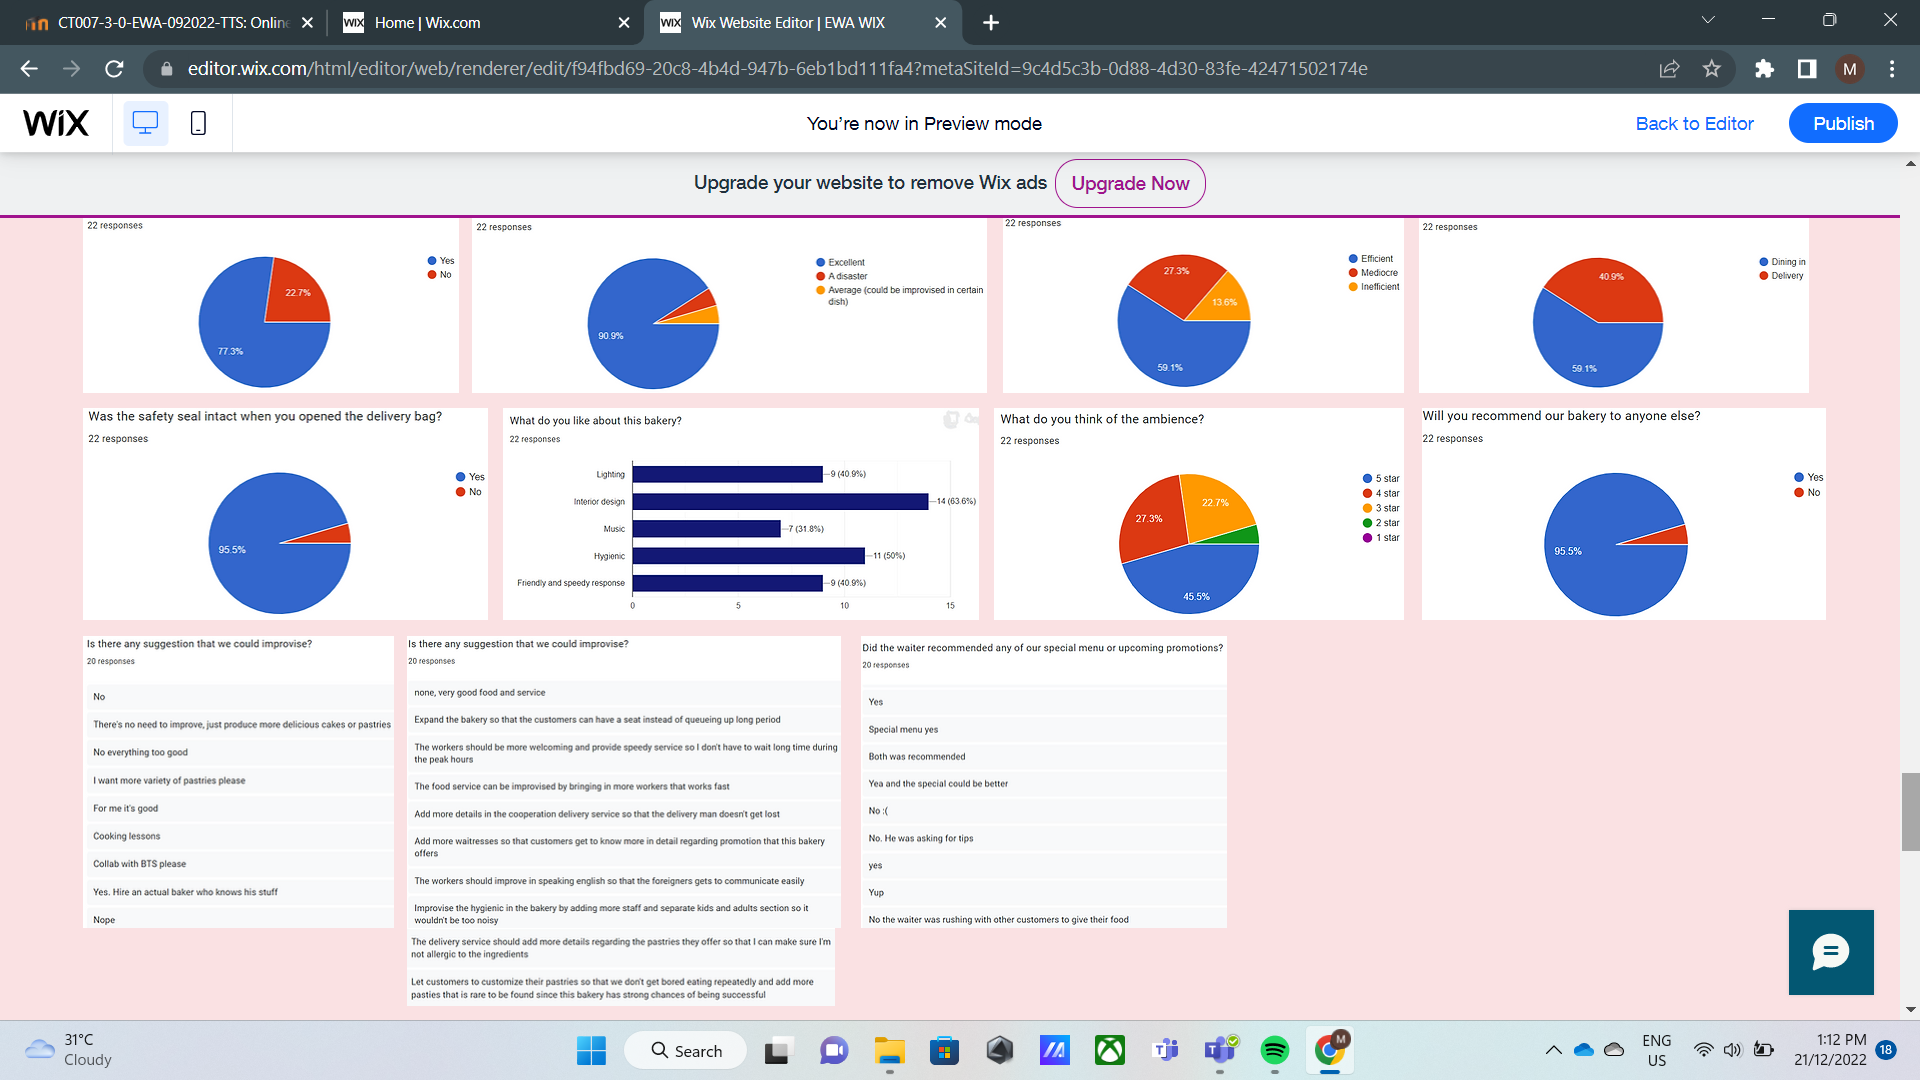 CT007-3-0-EWA-092022-TTS: Online
Home | Wix.com
Wix Website Editor | EWA WIX
editor.wix.com/html/editor/web/renderer/edit/f94fbd69-20c8-4b4d-947b-6eb1bd111fa4?metaSiteId=9c4d5c3b-0d88-4d30-83fe-42471502174e
M
WiX
You're now in Preview mode
Back to Editor
Publish
Upgrade your website to remove Wix ads
Upgrade Now
22 responses
Yes
No
22.7%
77.3%
22 responses
Excellent
A disaster
Average (could be improvised in certain
dish)
90.9%
22 responses
Efficient
Mediocre
Inefficient
27.3%
13.6%
59.1%
22 responses
Dining in
Delivery
40.9%
59.1%
Was the safety seal intact when you opened the delivery bag?
22 responses
Yes
No
95.5%
What do you like about this bakery?
22 responses
Lighting
9 (40.9%)
Interior design
14 (63.6%)
Music
7 (31.8%)
Hygienic
11 (50%)
Friendly and speedy response
9 (40.9%)
0 5 10 15
What do you think of the ambience?
22 responses
5 star
4 star
3 star
2 star
1 star
22.7%
27.3%
45.5%
Will you recommend our bakery to anyone else?
22 responses
Yes
No
95.5%
Is there any suggestion that we could improvise?
20 responses
No
There's no need to improve, just produce more delicious cakes or pastries
No everything too good
I want more variety of pastries please
For me it's good
Cooking lessons
Collab with BTS please
Yes. Hire an actual baker who knows his stuff
Nope
Is there any suggestion that we could improvise?
20 responses
none, very good food and service
Expand the bakery so that the customers can have a seat instead of queueing up long period
The workers should be more welcoming and provide speedy service so I don't have to wait long time during
the peak hours
The food service can be improvised by bringing in more workers that works fast
Add more details in the cooperation delivery service so that the delivery man doesn't get lost
Add more waitresses so that customers get to know more in detail regarding promotion that this bakery
offers
The workers should improve in speaking english so that the foreigners gets to communicate easily
Improvise the hygienic in the bakery by adding more staff and separate kids and adults section so it
wouldn't be too noisy
The delivery service should add more details regarding the pastries they offer so that I can make sure I'm
not allergic to the ingredients
Let customers to customize their pastries so that we don't get bored eating repeatedly and add more
pasties that is rare to be found since this bakery has strong chances of being successful
Did the waiter recommended any of our special menu or upcoming promotions?
20 responses
Yes
Special menu yes
Both was recommended
Yea and the special could be better
No :(
No. He was asking for tips
yes
Yup
No the waiter was rushing with other customers to give their food
31°C
Cloudy
Search
M
ENG
US
1:12 PM
21/12/2022
18